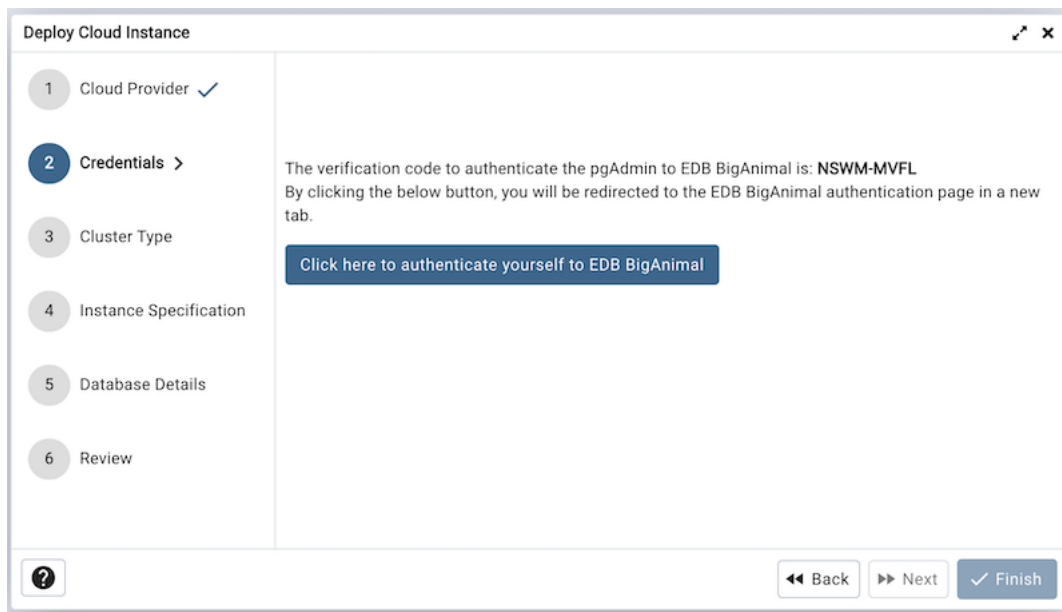 Deploy Cloud Instance
1 Cloud Provider
2 Credentials
3 Cluster Type
4 Instance Specification
5 Database Details
6 Review
The verification code to authenticate the pgAdmin to EDB BigAnimal is: NSWM-MVFL
By clicking the below button, you will be redirected to the EDB BigAnimal authentication page in a new
tab.
Click here to authenticate yourself to EDB BigAnimal
?
Back
Next
Finish